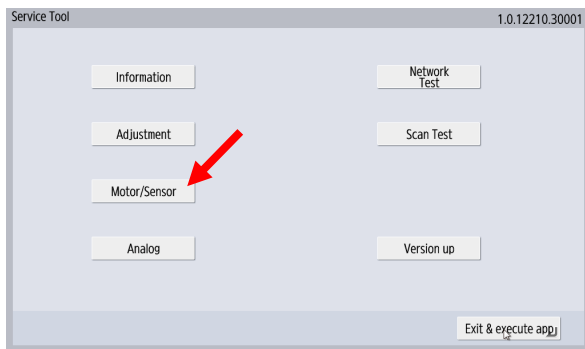 Service Tool
1.0.12210.30001
Information
Network
Test
Adjustment
Scan Test
Motor/Sensor
Analog
Version up
Exit & execute app